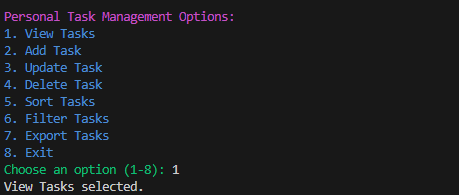 Personal Task Management Options:
1. View Tasks
2. Add Task
3. Update Task
4. Delete Task
5. Sort Tasks
6. Filter Tasks
7. Export Tasks
8. Exit
Choose an option (1-8): 1
View Tasks selected.